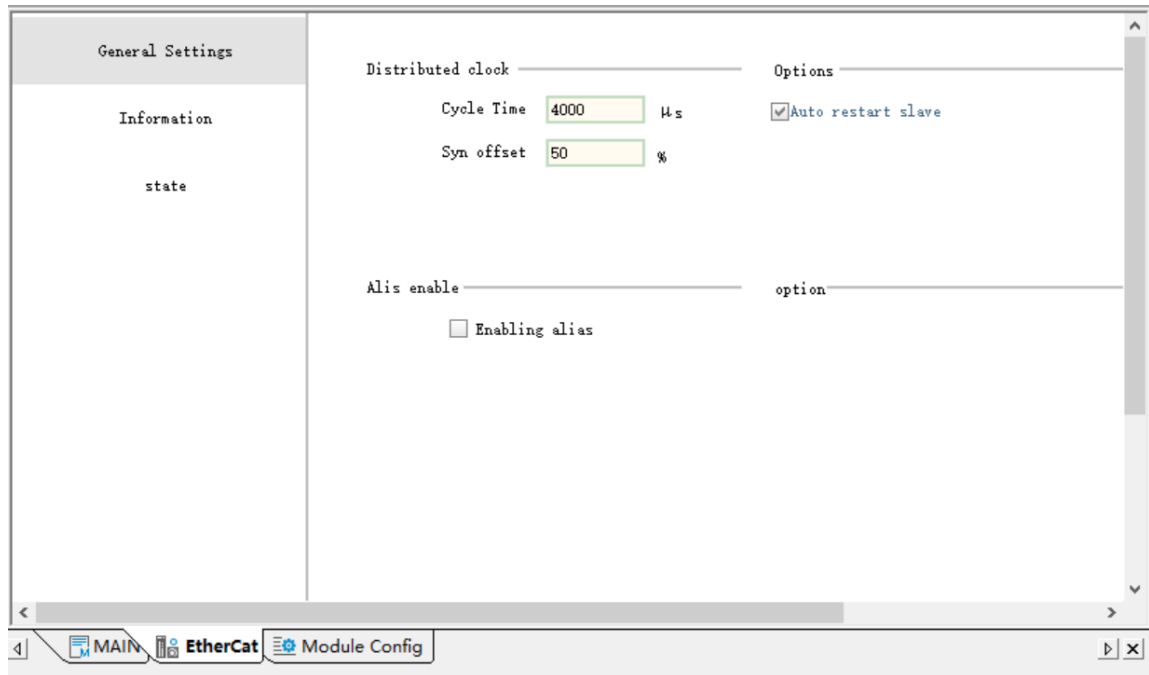 General Settings
Information
state
Distributed clock
Cycle Time 4000 μs
Syn offset 50 %
Options
Auto restart slave
Alis enable
Enabling alias
option
MAIN
EtherCat
Module Config